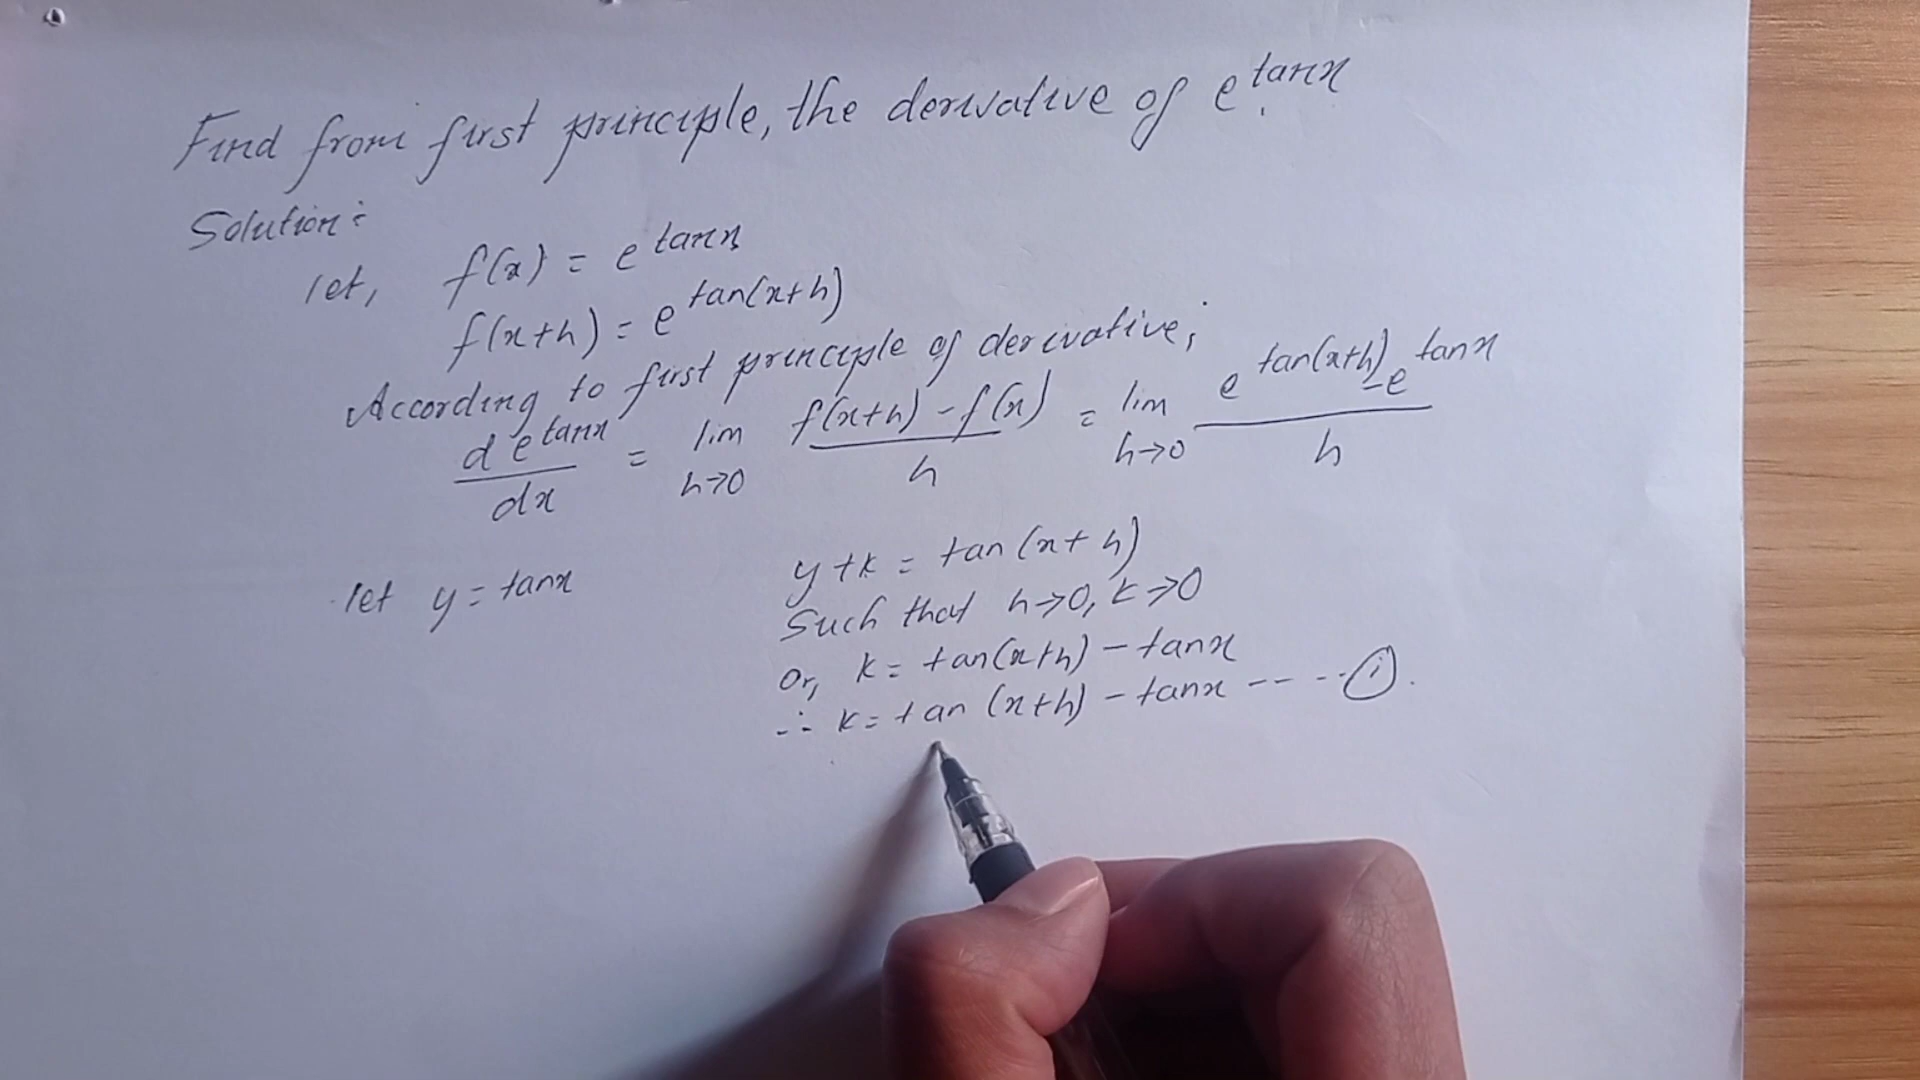 Find from first principle, the derivative of e^tanx
Solution:
let, f(x) = e^tanx
f(x+h) = e^tan(x+h)
According to first principle of derivative;
d e^tanx / dx = lim h→0 f(x+h) - f(x) / h = lim h→0 e^tan(x+h) - e^tanx / h
let y = tanx
y + k = tan(x+h)
Such that h→0, k→0
Or, k = tan(x+h) - tanx
∴ k = tan (x+h) - tanx -- - -- (i).